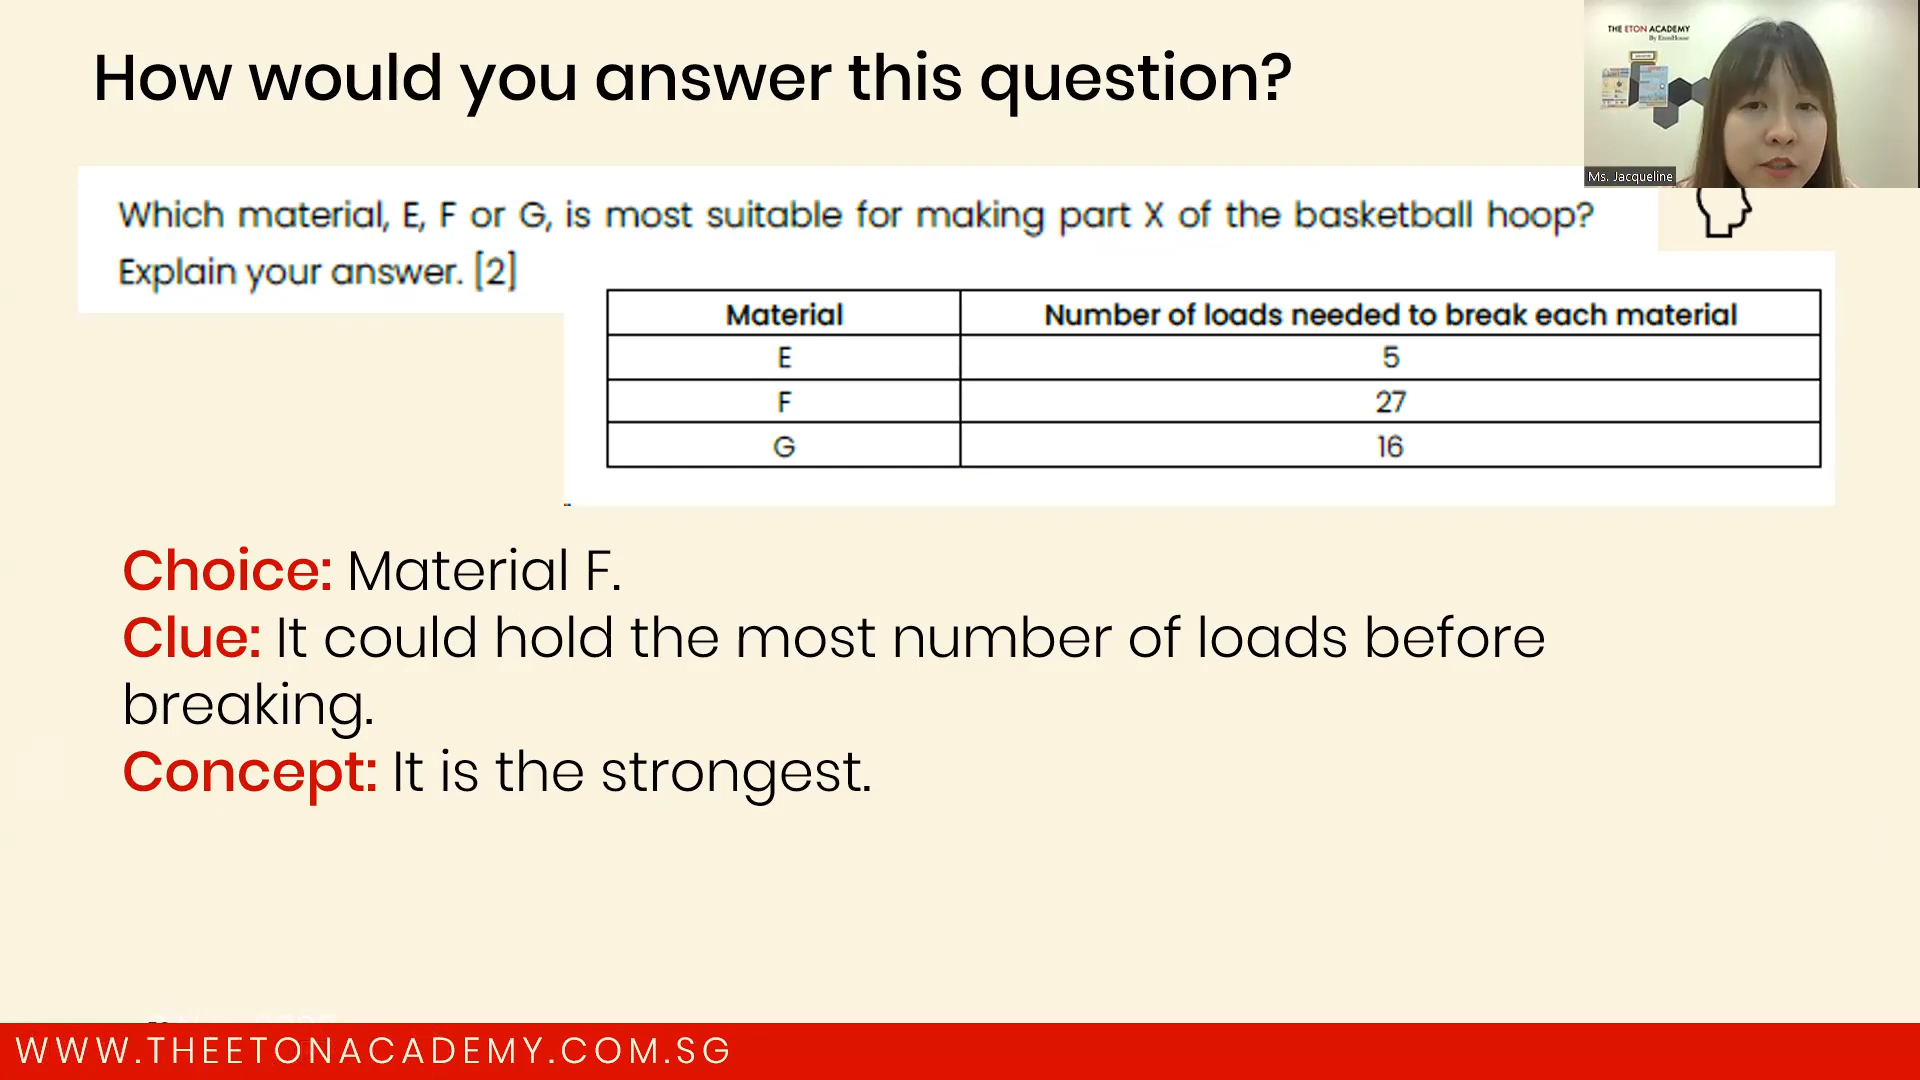 How would you answer this question?
THE ETON ACADEMY
By EtonHouse
Ms. Jacqueline
Which material, E, F or G, is most suitable for making part X of the basketball hoop?
Explain your answer. [2]
Material Number of loads needed to break each material
E 5
F 27
G 16
Choice: Material F.
Clue: It could hold the most number of loads before
breaking.
Concept: It is the strongest.
WWW.THEETONACADEMY.COM.SG